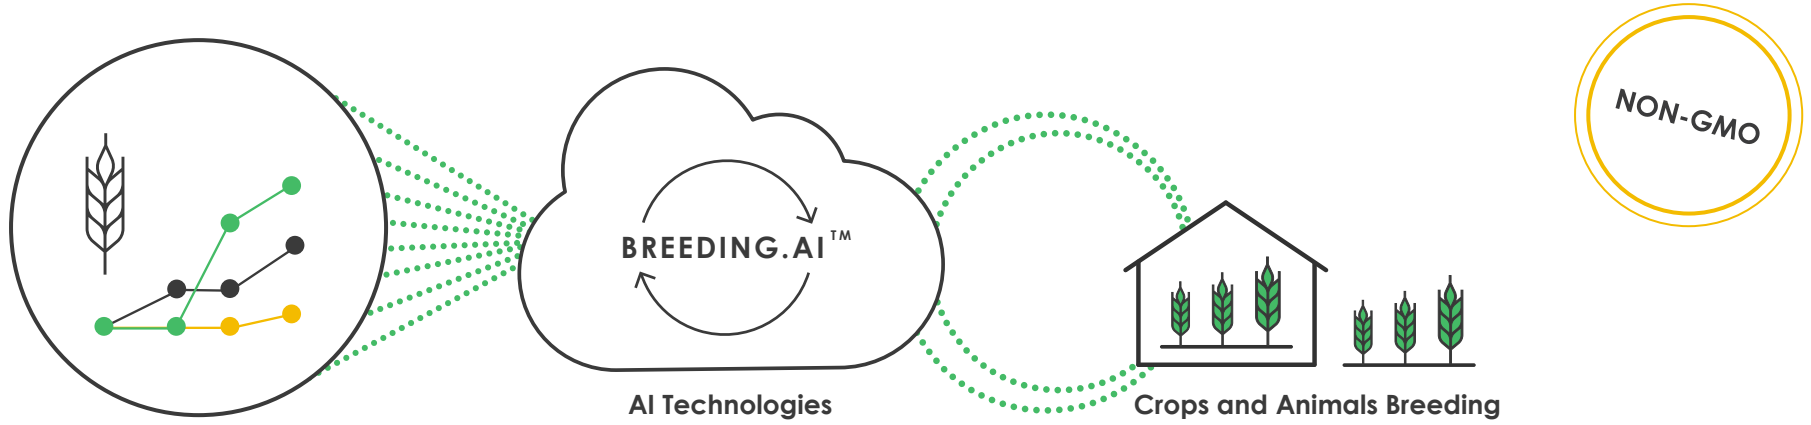 NON-GMO
BREEDING.AI™
AI Technologies
Crops and Animals Breeding